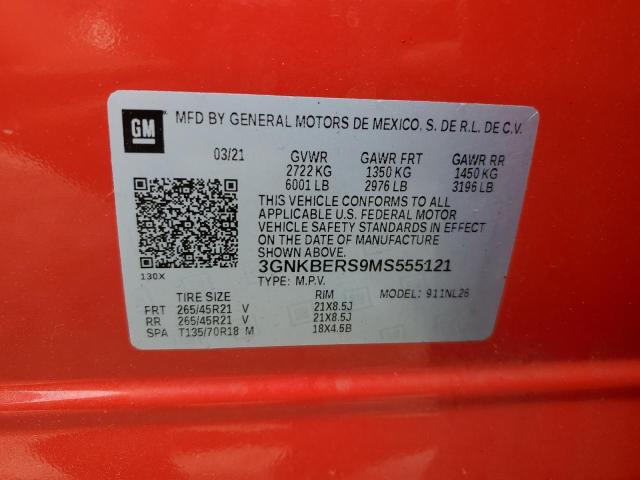 GM
MFD BY GENERAL MOTORS DE MEXICO, S. DE R.L. DE C.V.
03/21 GVWR GAWR FRT GAWR RR
2722 KG 1350 KG 1450 KG
6001 LB 2976 LB 3196 LB
THIS VEHICLE CONFORMS TO ALL
APPLICABLE U.S. FEDERAL MOTOR
VEHICLE SAFETY STANDARDS IN EFFECT
ON THE DATE OF MANUFACTURE
130X
3GNKBERS9MS555121
TYPE: M.P.V. MODEL: 911NL26
TIRE SIZE RIM
FRT 265/45R21 V 21X8.5J
RR 265/45R21 V 21X8.5J
SPA T135/70R18 M 18X4.5B